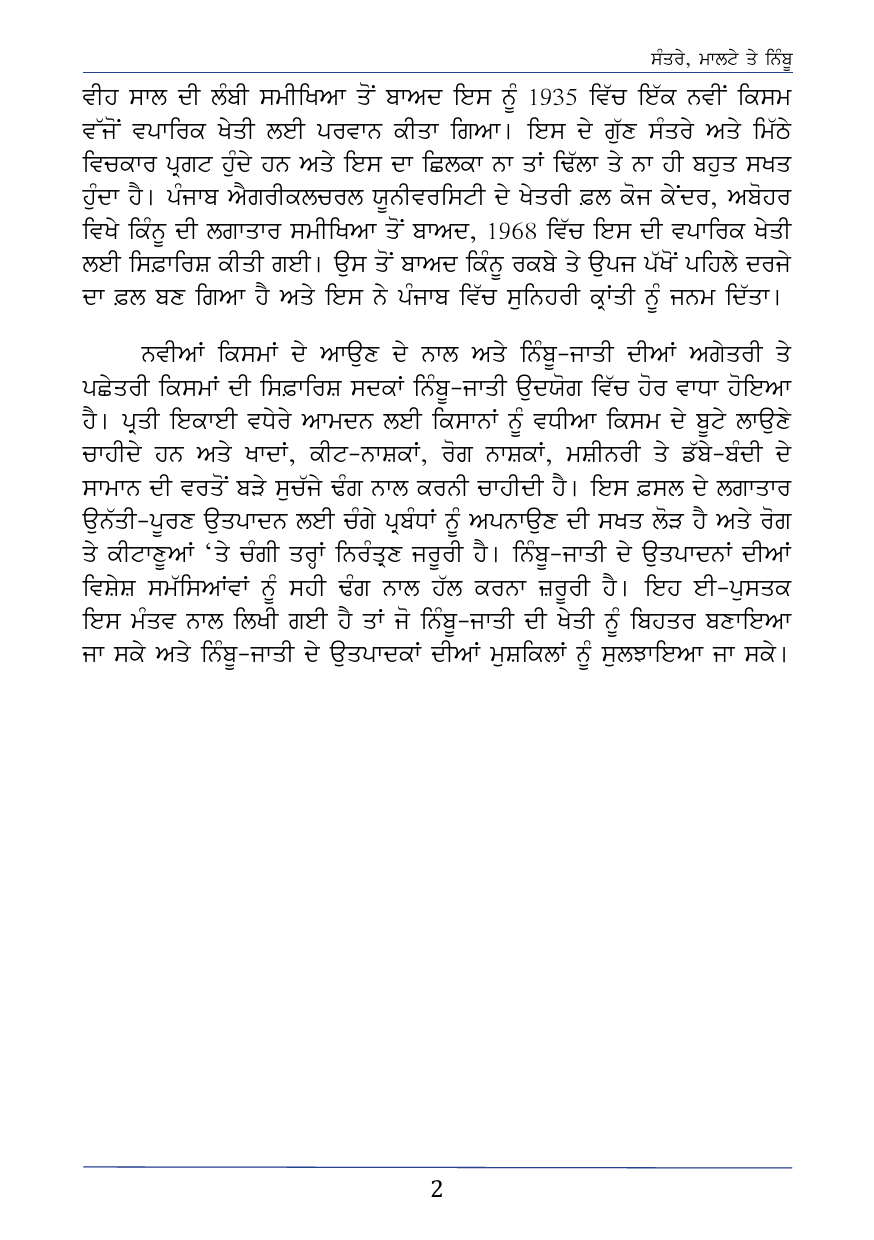 ਸੰਤਰੇ, ਮਾਲਟੇ ਤੇ ਨਿੰਬੂ
ਵੀਹ ਸਾਲ ਦੀ ਲੰਬੀ ਸਮੀਖਿਆ ਤੋਂ ਬਾਅਦ ਇਸ ਨੂੰ 1935 ਵਿੱਚ ਇੱਕ ਨਵੀਂ ਕਿਸਮ
ਵੱਜੋਂ ਵਪਾਰਿਕ ਖੇਤੀ ਲਈ ਪਰਵਾਨ ਕੀਤਾ ਗਿਆ। ਇਸ ਦੇ ਗੁੱਣ ਸੰਤਰੇ ਅਤੇ ਮਿੱਠੇ
ਵਿਚਕਾਰ ਪ੍ਰਗਟ ਹੁੰਦੇ ਹਨ ਅਤੇ ਇਸ ਦਾ ਛਿਲਕਾ ਨਾ ਤਾਂ ਢਿੱਲਾ ਤੇ ਨਾ ਹੀ ਬਹੁਤ ਸਖਤ
ਹੁੰਦਾ ਹੈ। ਪੰਜਾਬ ਐਗਰੀਕਲਚਰਲ ਯੂਨੀਵਰਸਿਟੀ ਦੇ ਖੇਤਰੀ ਫ਼ਲ ਕੋਜ ਕੇਂਦਰ, ਅਬੋਹਰ
ਵਿਖੇ ਕਿੰਨੂ ਦੀ ਲਗਾਤਾਰ ਸਮੀਖਿਆ ਤੋਂ ਬਾਅਦ, 1968 ਵਿੱਚ ਇਸ ਦੀ ਵਪਾਰਿਕ ਖੇਤੀ
ਲਈ ਸਿਫ਼ਾਰਿਸ਼ ਕੀਤੀ ਗਈ। ਉਸ ਤੋਂ ਬਾਅਦ ਕਿੰਨੂ ਰਕਬੇ ਤੇ ਉਪਜ ਪੱਖੋਂ ਪਹਿਲੇ ਦਰਜੇ
ਦਾ ਫ਼ਲ ਬਣ ਗਿਆ ਹੈ ਅਤੇ ਇਸ ਨੇ ਪੰਜਾਬ ਵਿੱਚ ਸੁਨਿਹਰੀ ਕ੍ਰਾਂਤੀ ਨੂੰ ਜਨਮ ਦਿੱਤਾ।
ਨਵੀਆਂ ਕਿਸਮਾਂ ਦੇ ਆਉਣ ਦੇ ਨਾਲ ਅਤੇ ਨਿੰਬੂ-ਜਾਤੀ ਦੀਆਂ ਅਗੇਤਰੀ ਤੇ
ਪਛੇਤਰੀ ਕਿਸਮਾਂ ਦੀ ਸਿਫ਼ਾਰਿਸ਼ ਸਦਕਾਂ ਨਿੰਬੂ-ਜਾਤੀ ਉਦਯੋਗ ਵਿੱਚ ਹੋਰ ਵਾਧਾ ਹੋਇਆ
ਹੈ। ਪ੍ਰਤੀ ਇਕਾਈ ਵਧੇਰੇ ਆਮਦਨ ਲਈ ਕਿਸਾਨਾਂ ਨੂੰ ਵਧੀਆ ਕਿਸਮ ਦੇ ਬੂਟੇ ਲਾਉਣੇ
ਚਾਹੀਦੇ ਹਨ ਅਤੇ ਖਾਦਾਂ, ਕੀਟ-ਨਾਸ਼ਕਾਂ, ਰੋਗ ਨਾਸ਼ਕਾਂ, ਮਸ਼ੀਨਰੀ ਤੇ ਡੱਬੇ-ਬੰਦੀ ਦੇ
ਸਾਮਾਨ ਦੀ ਵਰਤੋਂ ਬੜੇ ਸੁਚੱਜੇ ਢੰਗ ਨਾਲ ਕਰਨੀ ਚਾਹੀਦੀ ਹੈ। ਇਸ ਫ਼ਸਲ ਦੇ ਲਗਾਤਾਰ
ਉਨੱਤੀ-ਪੂਰਣ ਉਤਪਾਦਨ ਲਈ ਚੰਗੇ ਪ੍ਰਬੰਧਾਂ ਨੂੰ ਅਪਨਾਉਣ ਦੀ ਸਖਤ ਲੋੜ ਹੈ ਅਤੇ ਰੋਗ
ਤੇ ਕੀਟਾਣੂਆਂ ‘ਤੇ ਚੰਗੀ ਤਰ੍ਹਾਂ ਨਿਰੰਤ੍ਰਣ ਜਰੂਰੀ ਹੈ। ਨਿੰਬੂ-ਜਾਤੀ ਦੇ ਉਤਪਾਦਨਾਂ ਦੀਆਂ
ਵਿਸ਼ੇਸ਼ ਸਮੱਸਿਆਂਵਾਂ ਨੂੰ ਸਹੀ ਢੰਗ ਨਾਲ ਹੱਲ ਕਰਨਾ ਜ਼ਰੂਰੀ ਹੈ। ਇਹ ਈ-ਪੁਸਤਕ
ਇਸ ਮੰਤਵ ਨਾਲ ਲਿਖੀ ਗਈ ਹੈ ਤਾਂ ਜੋ ਨਿੰਬੂ-ਜਾਤੀ ਦੀ ਖੇਤੀ ਨੂੰ ਬਿਹਤਰ ਬਣਾਇਆ
ਜਾ ਸਕੇ ਅਤੇ ਨਿੰਬੂ-ਜਾਤੀ ਦੇ ਉਤਪਾਦਕਾਂ ਦੀਆਂ ਮੁਸ਼ਕਿਲਾਂ ਨੂੰ ਸੁਲਝਾਇਆ ਜਾ ਸਕੇ।
2